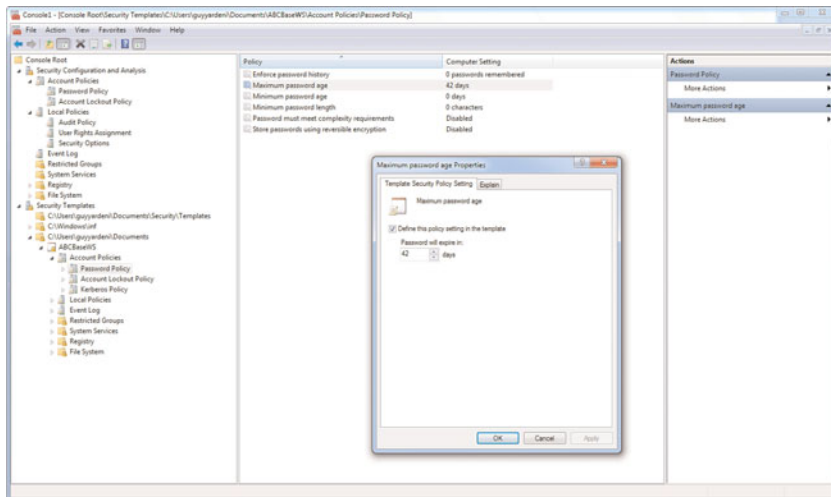 Console1 - [Console Root\Security Templates\C:\Users\guyyardeni\Documents\ABCBaseWS\Account Policies\Password Policy]
File Action View Favorites Window Help
Console Root
Security Configuration and Analysis
Account Policies
Password Policy
Account Lockout Policy
Local Policies
Audit Policy
User Rights Assignment
Security Options
Event Log
Restricted Groups
System Services
Registry
File System
Security Templates
C:\Users\guyyardeni\Documents\Security\Templates
C:\Windows\inf
C:\Users\guyyardeni\Documents
ABCBaseWS
Account Policies
Password Policy
Account Lockout Policy
Kerberos Policy
Local Policies
Event Log
Restricted Groups
System Services
Registry
File System
Policy Computer Setting
Enforce password history 0 passwords remembered
Maximum password age 42 days
Minimum password age 0 days
Minimum password length 0 characters
Password must meet complexity requirements Disabled
Store passwords using reversible encryption Disabled
Maximum password age Properties
Template Security Policy Setting Explain
Maximum password age
Define this policy setting in the template
Password will expire in:
42 days
OK Cancel Apply
Actions
Password Policy
More Actions
Maximum password age
More Actions